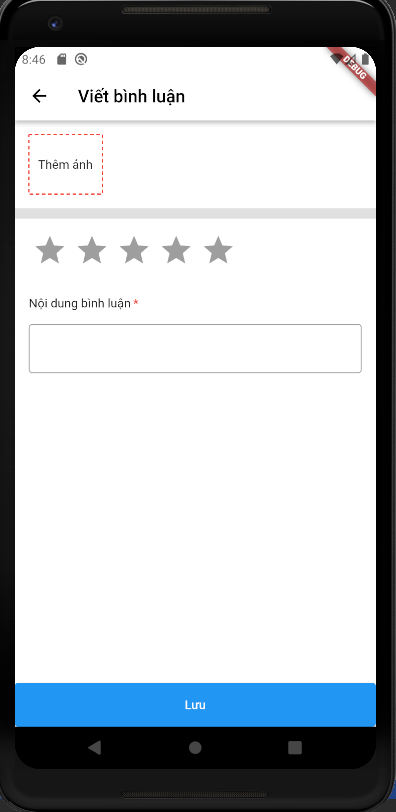 8:46
DEBUG
Viết bình luận
Thêm ảnh
Nội dung bình luận *
Lưu